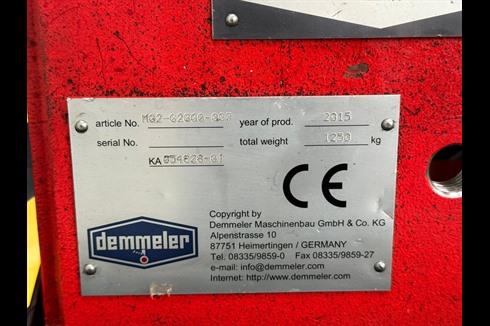 article No. MG2-02000-007 year of prod. 2015
serial No. total weight 1250 kg
KA 054628-01
CE
Copyright by
Demmeler Maschinenbau GmbH & Co. KG
Alpenstrasse 10
87751 Heimertingen / GERMANY
Tel. 08335/9859-0 Fax 08335/9859-27
e-mail: info@demmeler.com
Internet: http://www.demmeler.com
demmeler